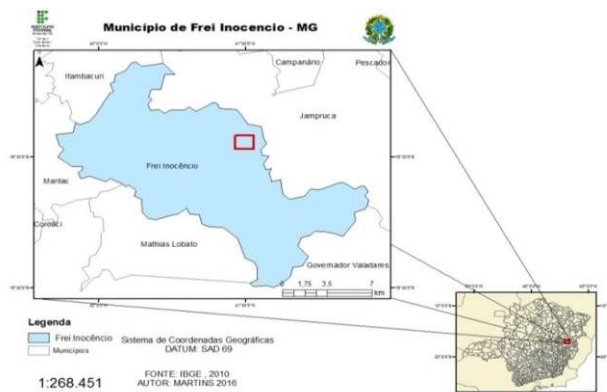 INSTITUTO
FEDERAL
Município de Frei Inocencio - MG
Itambacuri
Campanário
Pescador
Jampruca
Frei Inocêncio
Marilac
Coroaci
Mathias Lobato
Governador Valadares
0 1,75 3,5 7
km
Legenda
Frei Inocêncio
Municípios
Sistema de Coordenadas Geográficas
DATUM: SAD 69
1:268.451
FONTE: IBGE , 2010
AUTOR: MARTINS 2016